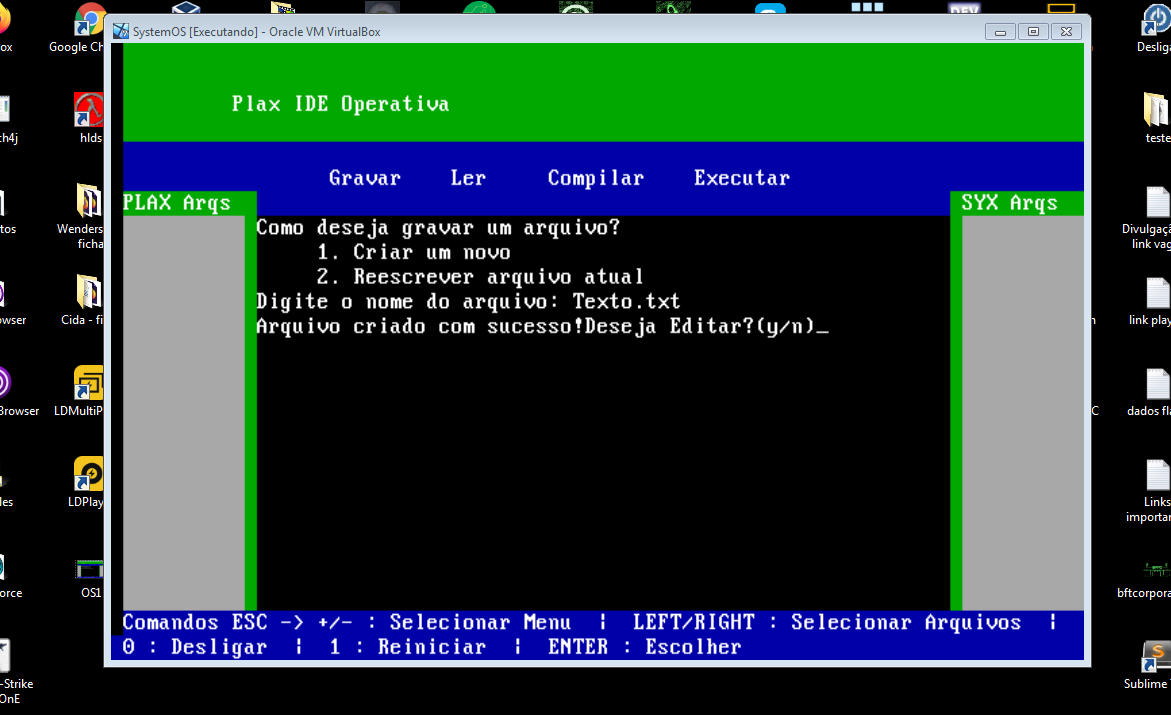 SystemOS [Executando] - Oracle VM VirtualBox
Plax IDE Operativa
Gravar Ler Compilar Executar
PLAX Arqs
SYX Arqs
Como deseja gravar um arquivo?
1. Criar um novo
2. Reescrever arquivo atual
Digite o nome do arquivo: Texto.txt
Arquivo criado com sucesso!Deseja Editar?(y/n)_
Comandos ESC -> +/- : Selecionar Menu | LEFT/RIGHT : Selecionar Arquivos |
0 : Desligar | 1 : Reiniciar | ENTER : Escolher
ox
Google Ch
ch4j
hlds
tos
Wenders
ficha
owser
Cida - fi
Browser
LDMultiP
les
LDPlay
orce
OS1
-Strike
OnE
DEV
Desliga
teste
Divulgaç
link vag
n
link play
C
dados fla
Links
importan
bftcorpora
S
Sublime T